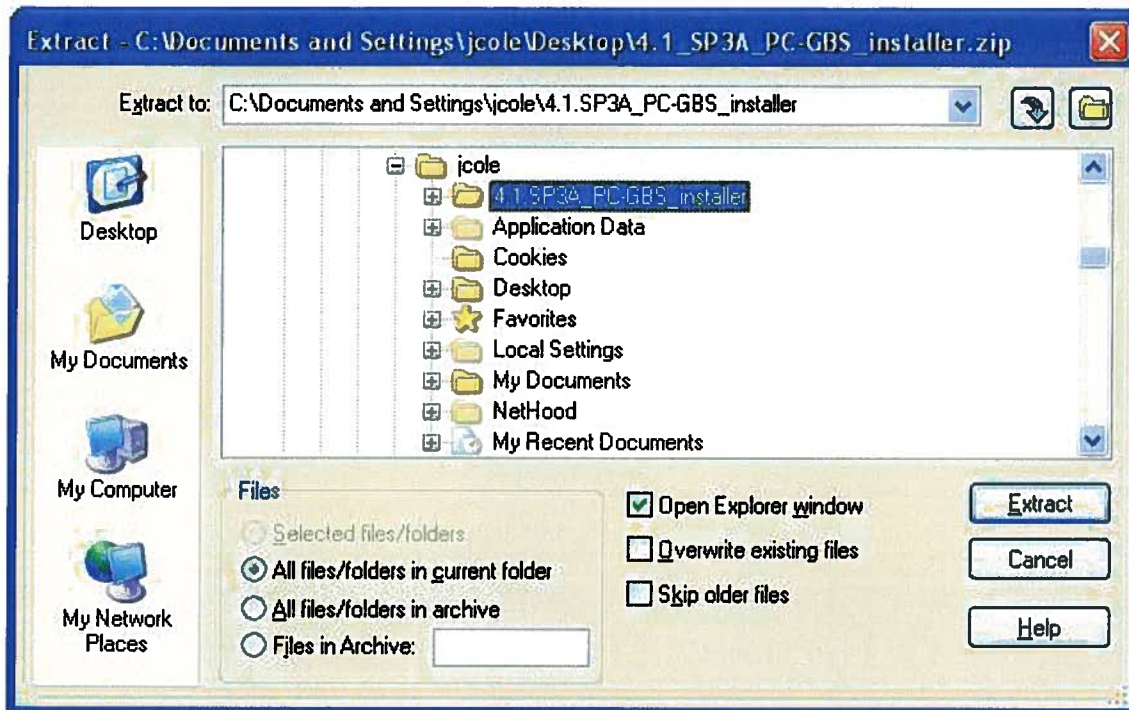 Extract - C:\Documents and Settings\jcole\Desktop\4.1_SP3A_PC-GBS_installer.zip
Extract to: C:\Documents and Settings\jcole\4.1.SP3A_PC-GBS_installer
jcole
4.1.SP3A_PC-GBS_installer
Application Data
Cookies
Desktop
Favorites
Local Settings
My Documents
NetHood
My Recent Documents
Desktop
My Documents
My Computer
My Network
Places
Files
Selected files/folders
All files/folders in current folder
All files/folders in archive
Files in Archive:
Open Explorer window
Overwrite existing files
Skip older files
Extract
Cancel
Help